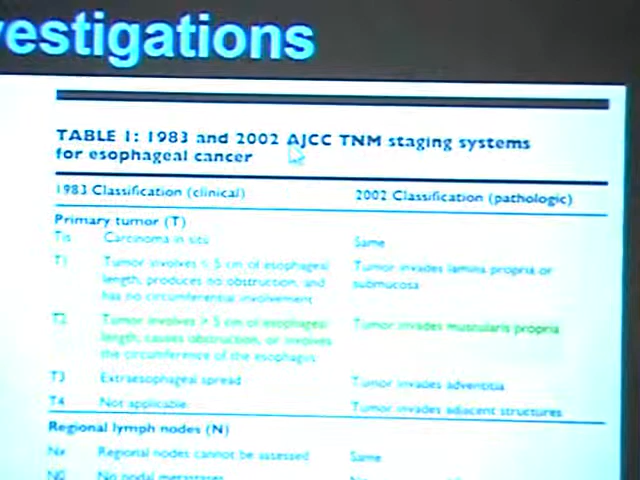 vestigations
TABLE 1: 1983 and 2002 AJCC TNM staging systems
for esophageal cancer
1983 Classification (clinical)
2002 Classification (pathologic)
Primary tumor (T)
Tis Carcinoma in situ
Same
T1 Tumor involves ≤ 5 cm of esophageal
length, produces no obstruction, and
has no circumferential involvement
Tumor invades lamina propria or
submucosa
T2 Tumor involves > 5 cm of esophageal
length, causes obstruction, or involves
the circumference of the esophagus
Tumor invades muscularis propria
T3 Extraesophageal spread
Tumor invades adventitia
T4 Not applicable
Tumor invades adjacent structures
Regional lymph nodes (N)
Nx Regional nodes cannot be assessed
Same
N0 No nodal metastases